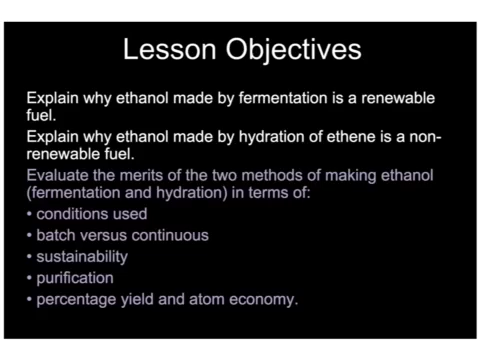 Lesson Objectives
Explain why ethanol made by fermentation is a renewable
fuel.
Explain why ethanol made by hydration of ethene is a non-
renewable fuel.
Evaluate the merits of the two methods of making ethanol
(fermentation and hydration) in terms of:
• conditions used
• batch versus continuous
• sustainability
• purification
• percentage yield and atom economy.